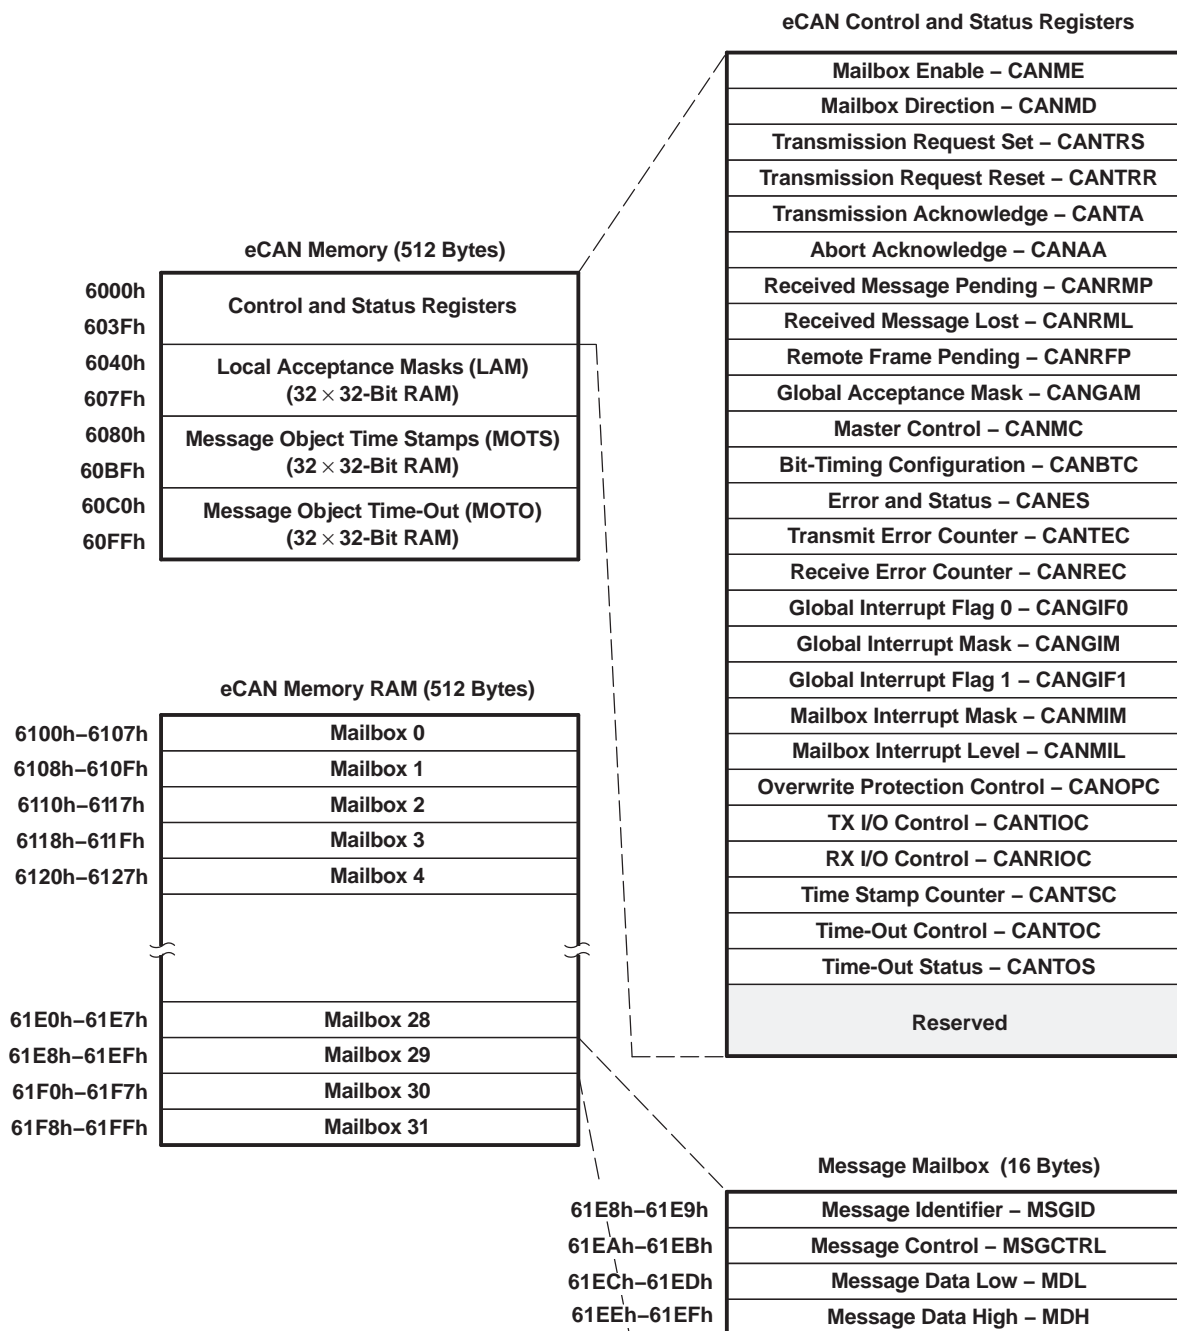 eCAN Control and Status Registers
Mailbox Enable – CANME
Mailbox Direction – CANMD
Transmission Request Set – CANTRS
Transmission Request Reset – CANTRR
Transmission Acknowledge – CANTA
Abort Acknowledge – CANAA
Received Message Pending – CANRMP
Received Message Lost – CANRML
Remote Frame Pending – CANRFP
Global Acceptance Mask – CANGAM
Master Control – CANMC
Bit-Timing Configuration – CANBTC
Error and Status – CANES
Transmit Error Counter – CANTEC
Receive Error Counter – CANREC
Global Interrupt Flag 0 – CANGIF0
Global Interrupt Mask – CANGIM
Global Interrupt Flag 1 – CANGIF1
Mailbox Interrupt Mask – CANMIM
Mailbox Interrupt Level – CANMIL
Overwrite Protection Control – CANOPC
TX I/O Control – CANTIOC
RX I/O Control – CANRIOC
Time Stamp Counter – CANTSC
Time-Out Control – CANTOC
Time-Out Status – CANTOS
Reserved
eCAN Memory (512 Bytes)
6000h
Control and Status Registers
603Fh
6040h
Local Acceptance Masks (LAM)
(32 × 32-Bit RAM)
607Fh
6080h
Message Object Time Stamps (MOTS)
(32 × 32-Bit RAM)
60BFh
60C0h
Message Object Time-Out (MOTO)
(32 × 32-Bit RAM)
60FFh
eCAN Memory RAM (512 Bytes)
6100h–6107h Mailbox 0
6108h–610Fh Mailbox 1
6110h–6117h Mailbox 2
6118h–611Fh Mailbox 3
6120h–6127h Mailbox 4
61E0h–61E7h Mailbox 28
61E8h–61EFh Mailbox 29
61F0h–61F7h Mailbox 30
61F8h–61FFh Mailbox 31
Message Mailbox (16 Bytes)
61E8h–61E9h Message Identifier – MSGID
61EAh–61EBh Message Control – MSGCTRL
61ECh–61EDh Message Data Low – MDL
61EEh–61EFh Message Data High – MDH